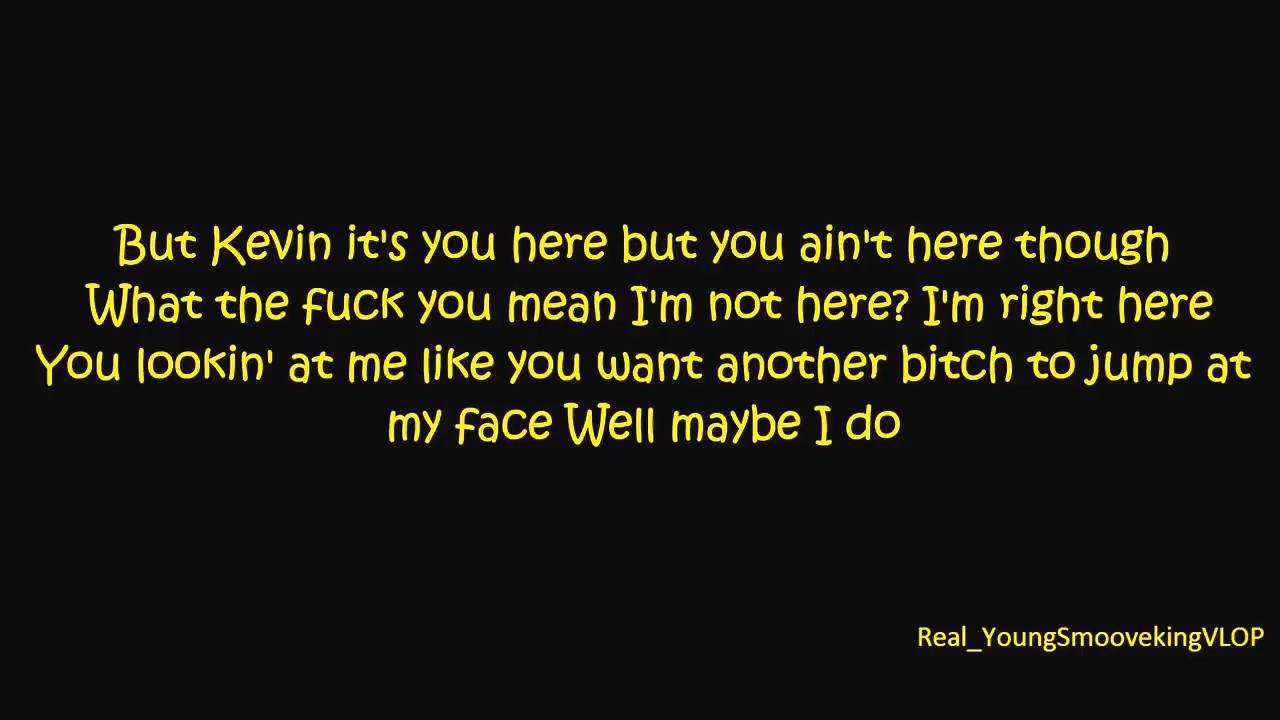 But Kevin it's you here but you ain't here though
What the fuck you mean I'm not here? I'm right here
You lookin' at me like you want another bitch to jump at
my face Well maybe I do
Real_YoungSmoovekingVLOP